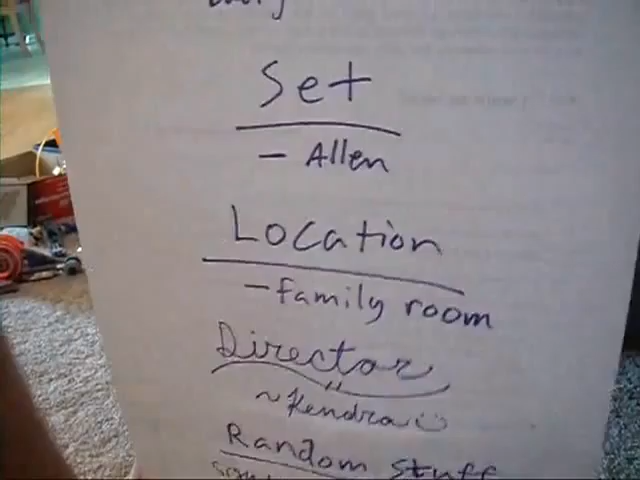 Set
- Allen
Location
- family room
Director
~ Kendra
Random stuff